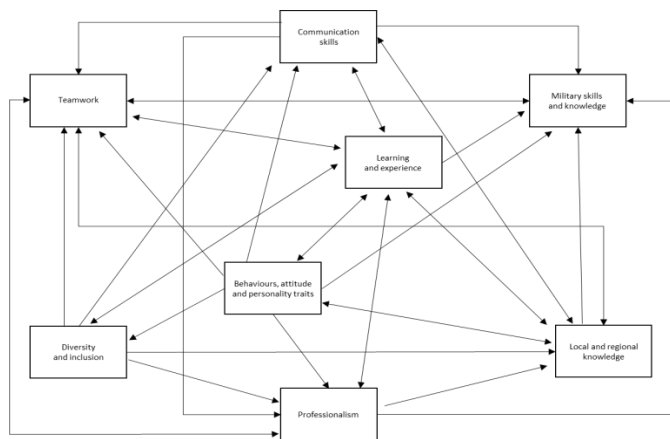 Communication
skills
Teamwork
Military skills
and knowledge
Learning
and experience
Behaviours, attitude
and personality traits
Diversity
and inclusion
Local and regional
knowledge
Professionalism